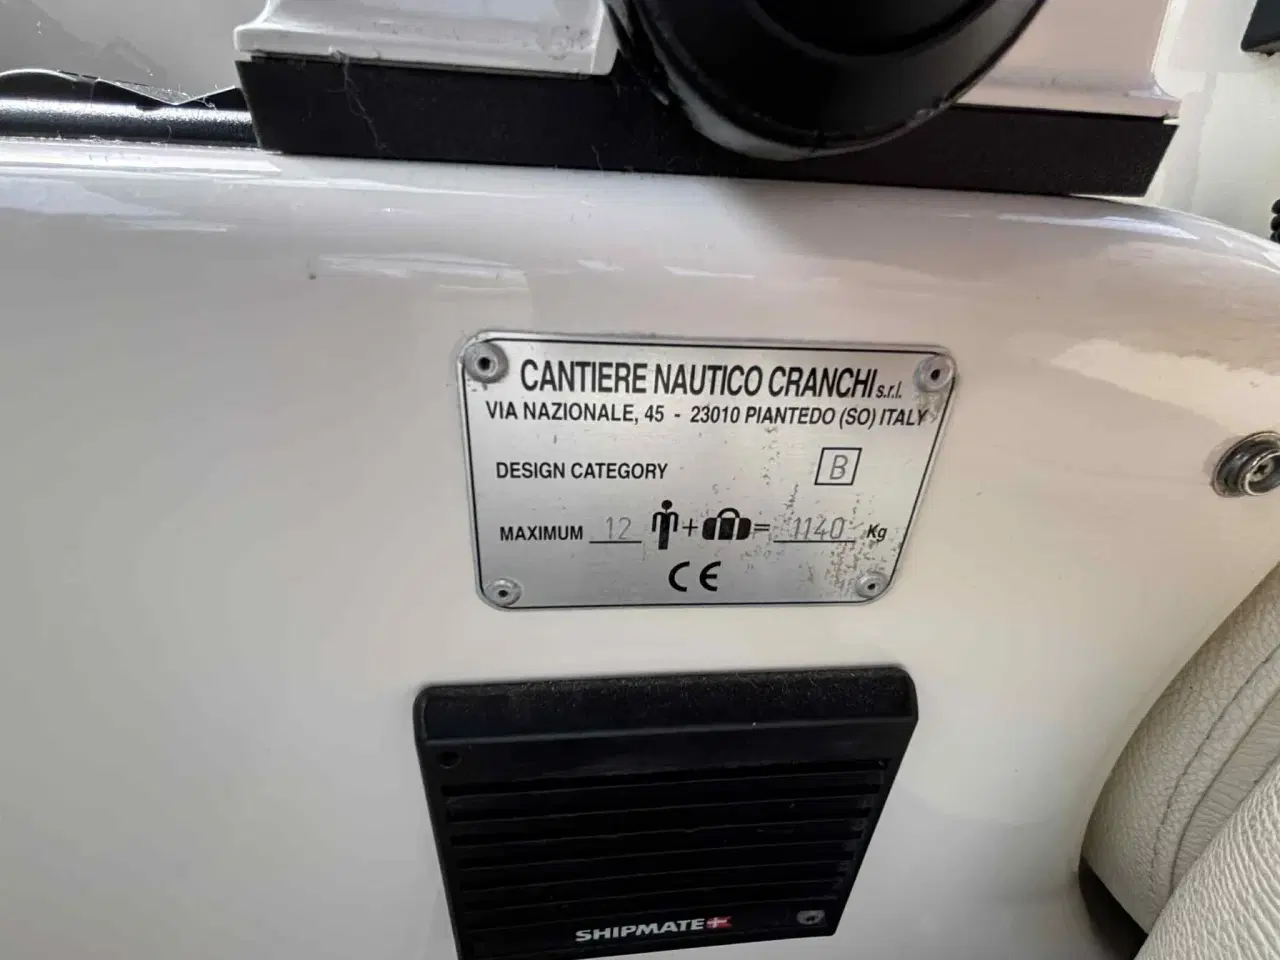 CANTIERE NAUTICO CRANCHI s.r.l.
VIA NAZIONALE, 45 - 23010 PIANTEDO (SO) ITALY
DESIGN CATEGORY B
MAXIMUM 12 + = 1140 Kg
CE
SHIPMATE